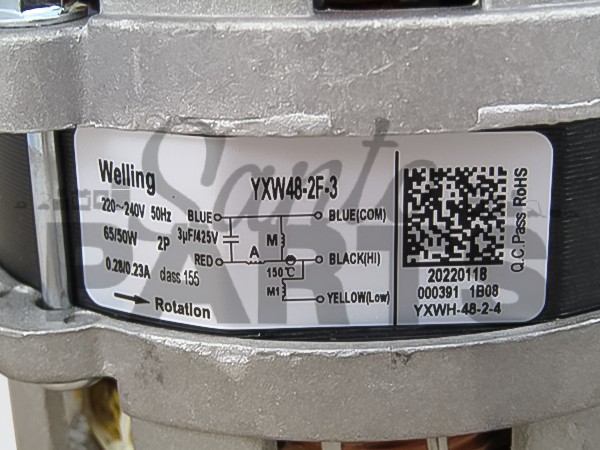 Welling
YXW48-2F-3
220~240V 50Hz
65/50W 2P
0.28/0.23A class 155
Rotation
BLUE
3μF/425V
RED
A
M
150℃
M1
BLUE(COM)
BLACK(HI)
YELLOW(Low)
Q.C.Pass RoHS
20220118
000391 1B08
YXWH-48-2-4
Santo
PARTS